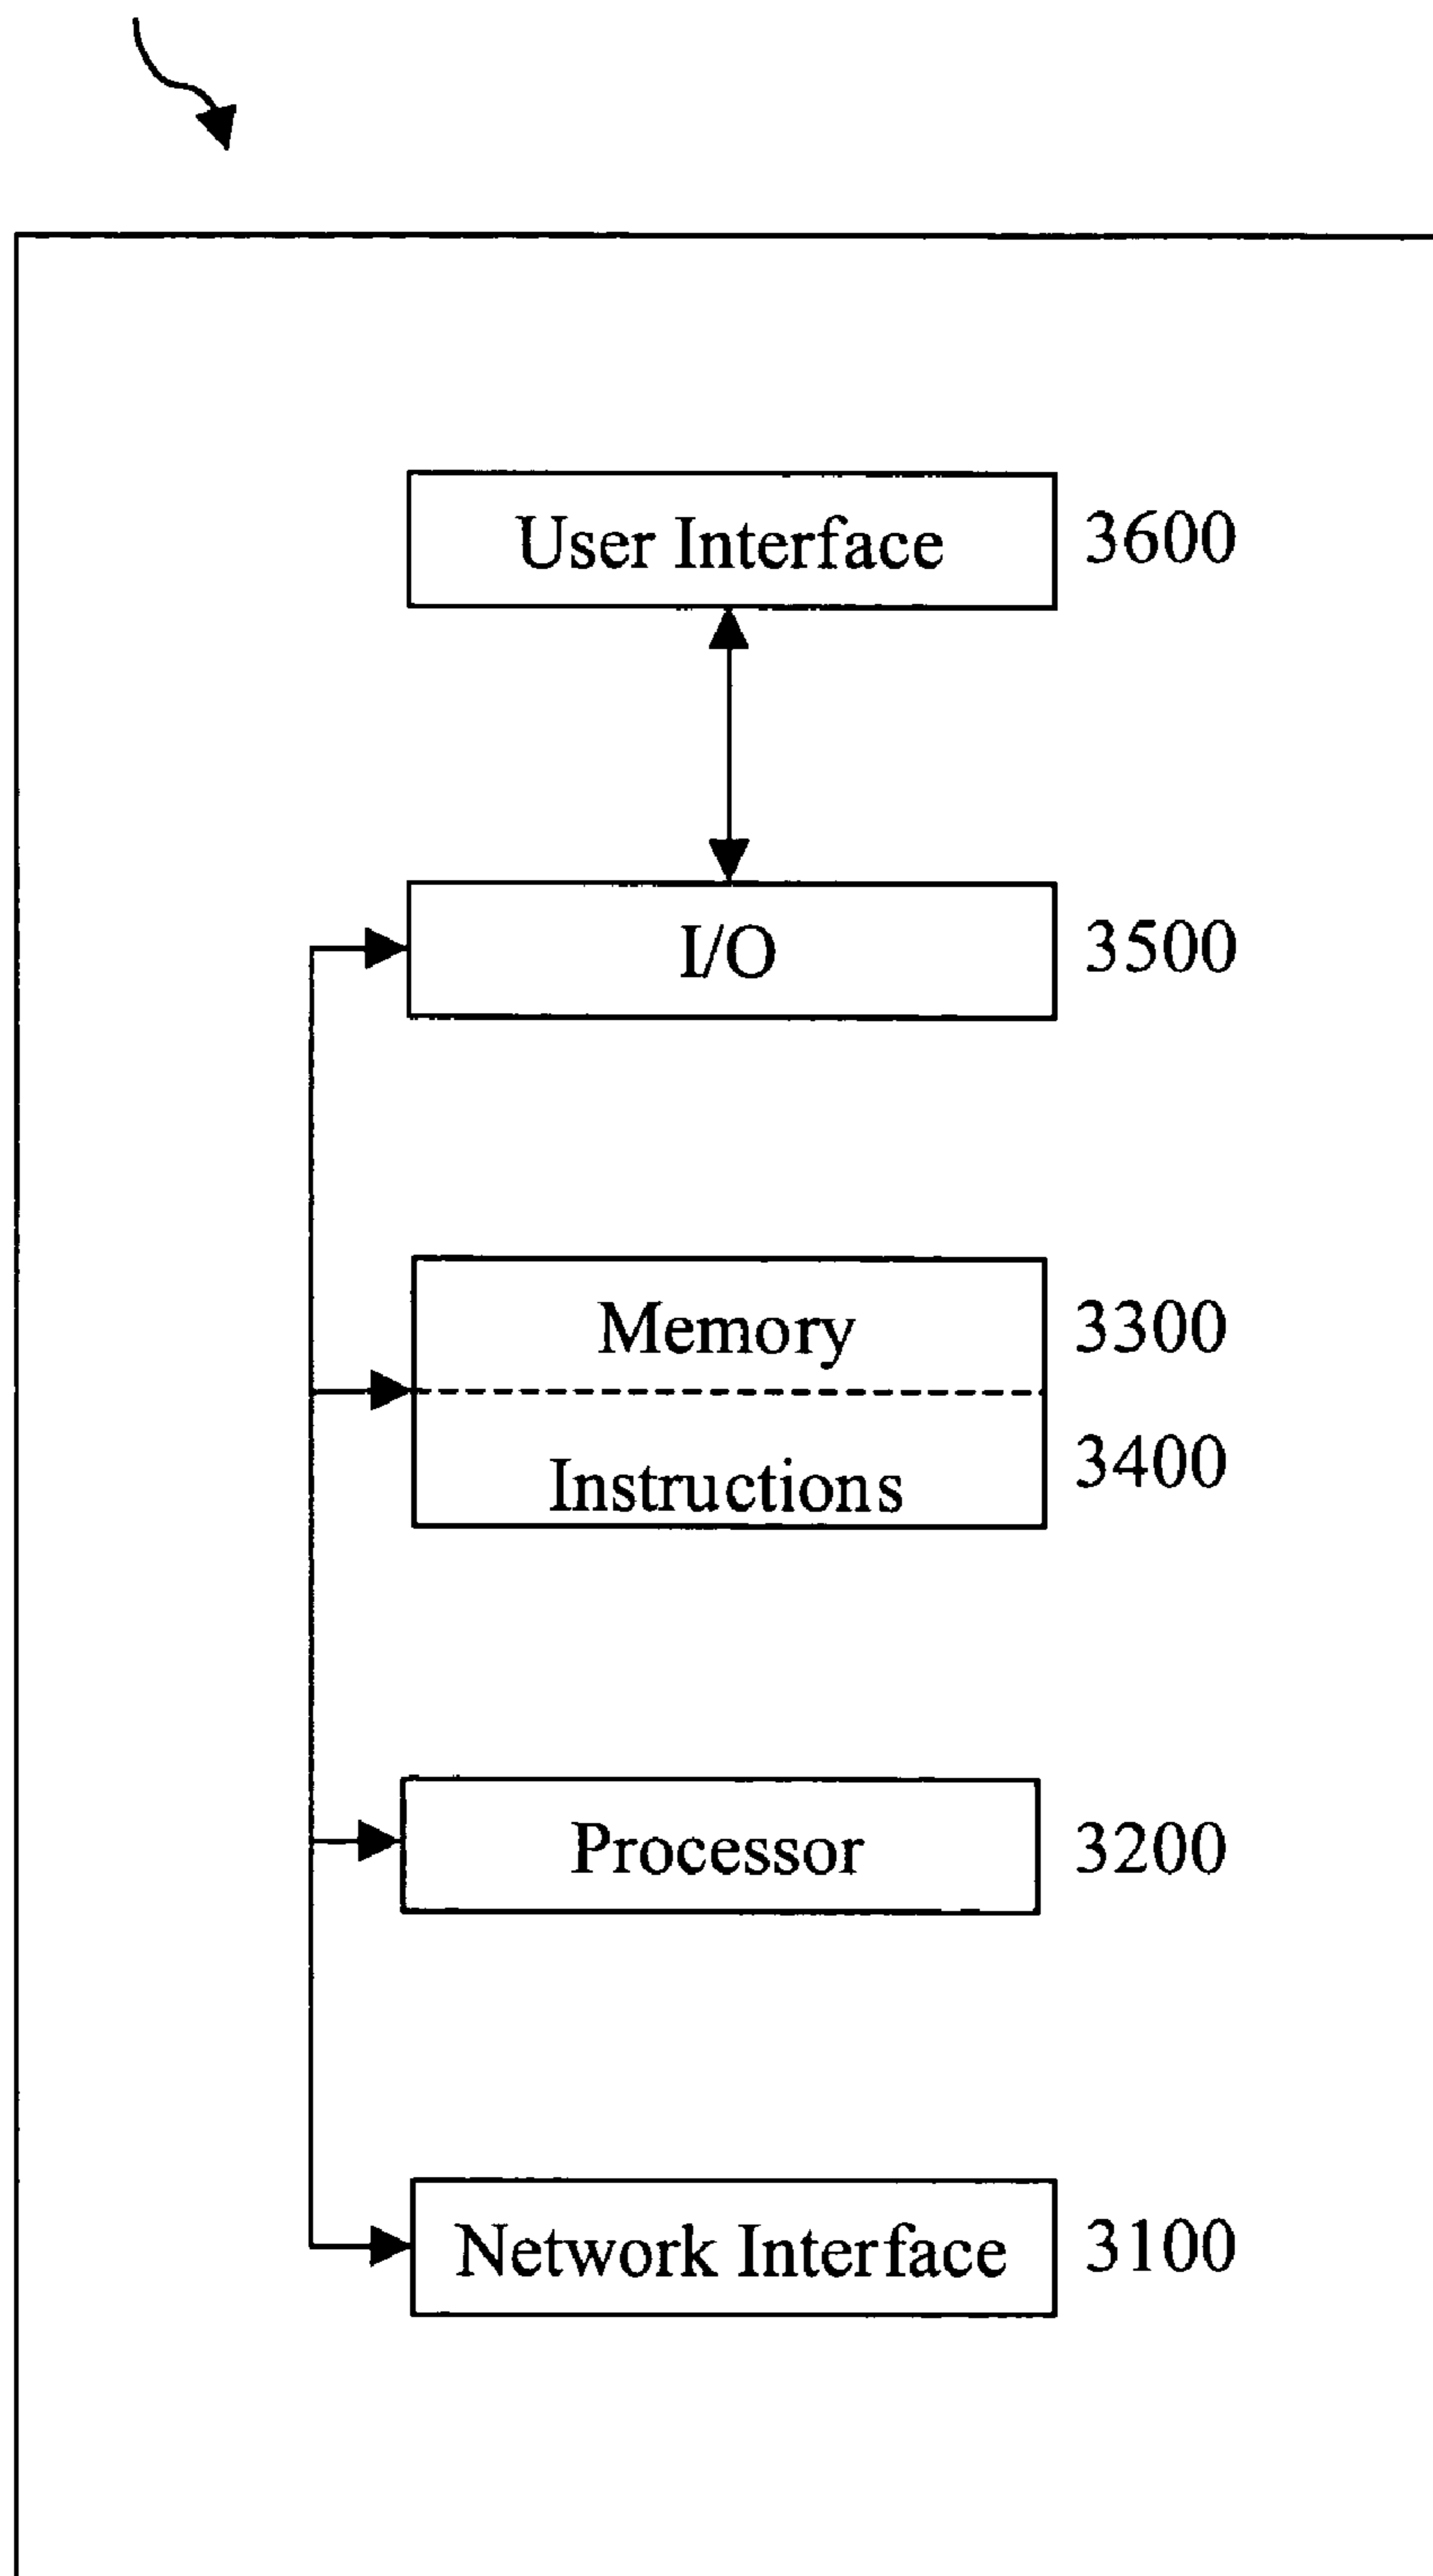 User Interface 3600
I/O 3500
Memory 3300
Instructions 3400
Processor 3200
Network Interface 3100